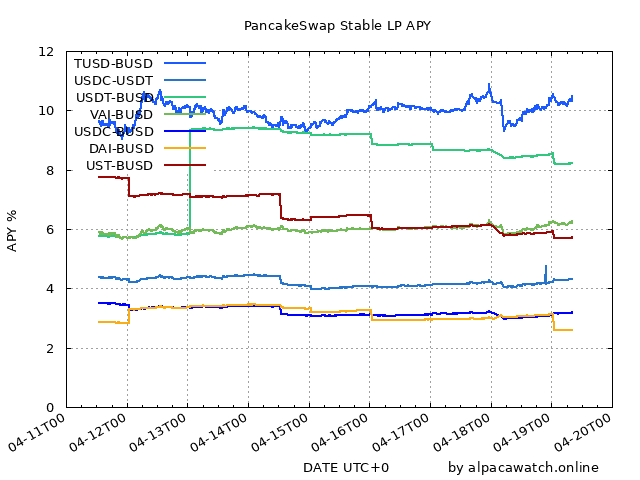 PancakeSwap Stable LP APY
TUSD-BUSD
USDC-USDT
USDT-BUSD
VAI-BUSD
USDC-BUSD
DAI-BUSD
UST-BUSD
APY %
12
10
8
6
4
2
0
04-11T00
04-12T00
04-13T00
04-14T00
04-15T00
04-16T00
04-17T00
04-18T00
04-19T00
04-20T00
DATE UTC+0
by alpacawatch.online